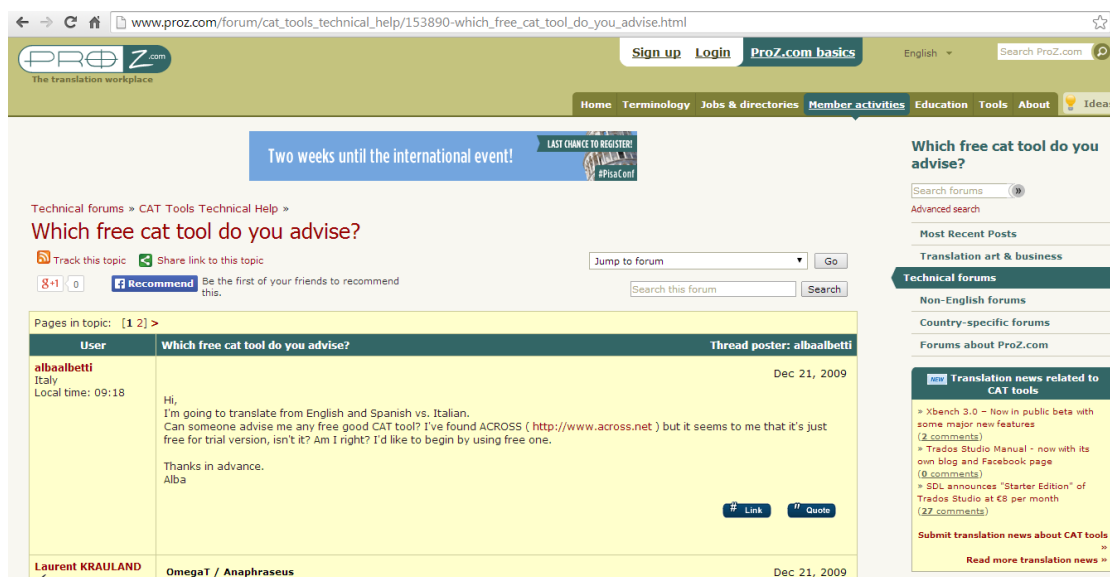 www.proz.com/forum/cat_tools_technical_help/153890-which_free_cat_tool_do_you_advise.html
PROZ.com
The translation workplace
Sign up Login ProZ.com basics
English
Search ProZ.com
Home Terminology Jobs & directories Member activities Education Tools About Ideas
Two weeks until the international event!
LAST CHANCE TO REGISTER!
#PisaConf
Technical forums » CAT Tools Technical Help »
Which free cat tool do you advise?
Track this topic Share link to this topic
g+1 0 Recommend Be the first of your friends to recommend
this.
Jump to forum Go
Search this forum Search
Pages in topic: [1 2] >
User Which free cat tool do you advise? Thread poster: albaalbetti
albaalbetti
Italy
Local time: 09:18
Dec 21, 2009
Hi,
I'm going to translate from English and Spanish vs. Italian.
Can someone advise me any free good CAT tool? I've found ACROSS ( http://www.across.net ) but it seems to me that it's just
free for trial version, isn't it? Am I right? I'd like to begin by using free one.
Thanks in advance.
Alba
# Link " Quote
Laurent KRAULAND
OmegaT / Anaphraseus Dec 21, 2009
Which free cat tool do you
advise?
Search forums
Advanced search
Most Recent Posts
Translation art & business
Technical forums
Non-English forums
Country-specific forums
Forums about ProZ.com
NEW Translation news related to
CAT tools
» Xbench 3.0 – Now in public beta with
some major new features
(2 comments)
» Trados Studio Manual - now with its
own blog and Facebook page
(0 comments)
» SDL announces "Starter Edition" of
Trados Studio at €8 per month
(27 comments)
Submit translation news about CAT tools
»
Read more translation news »